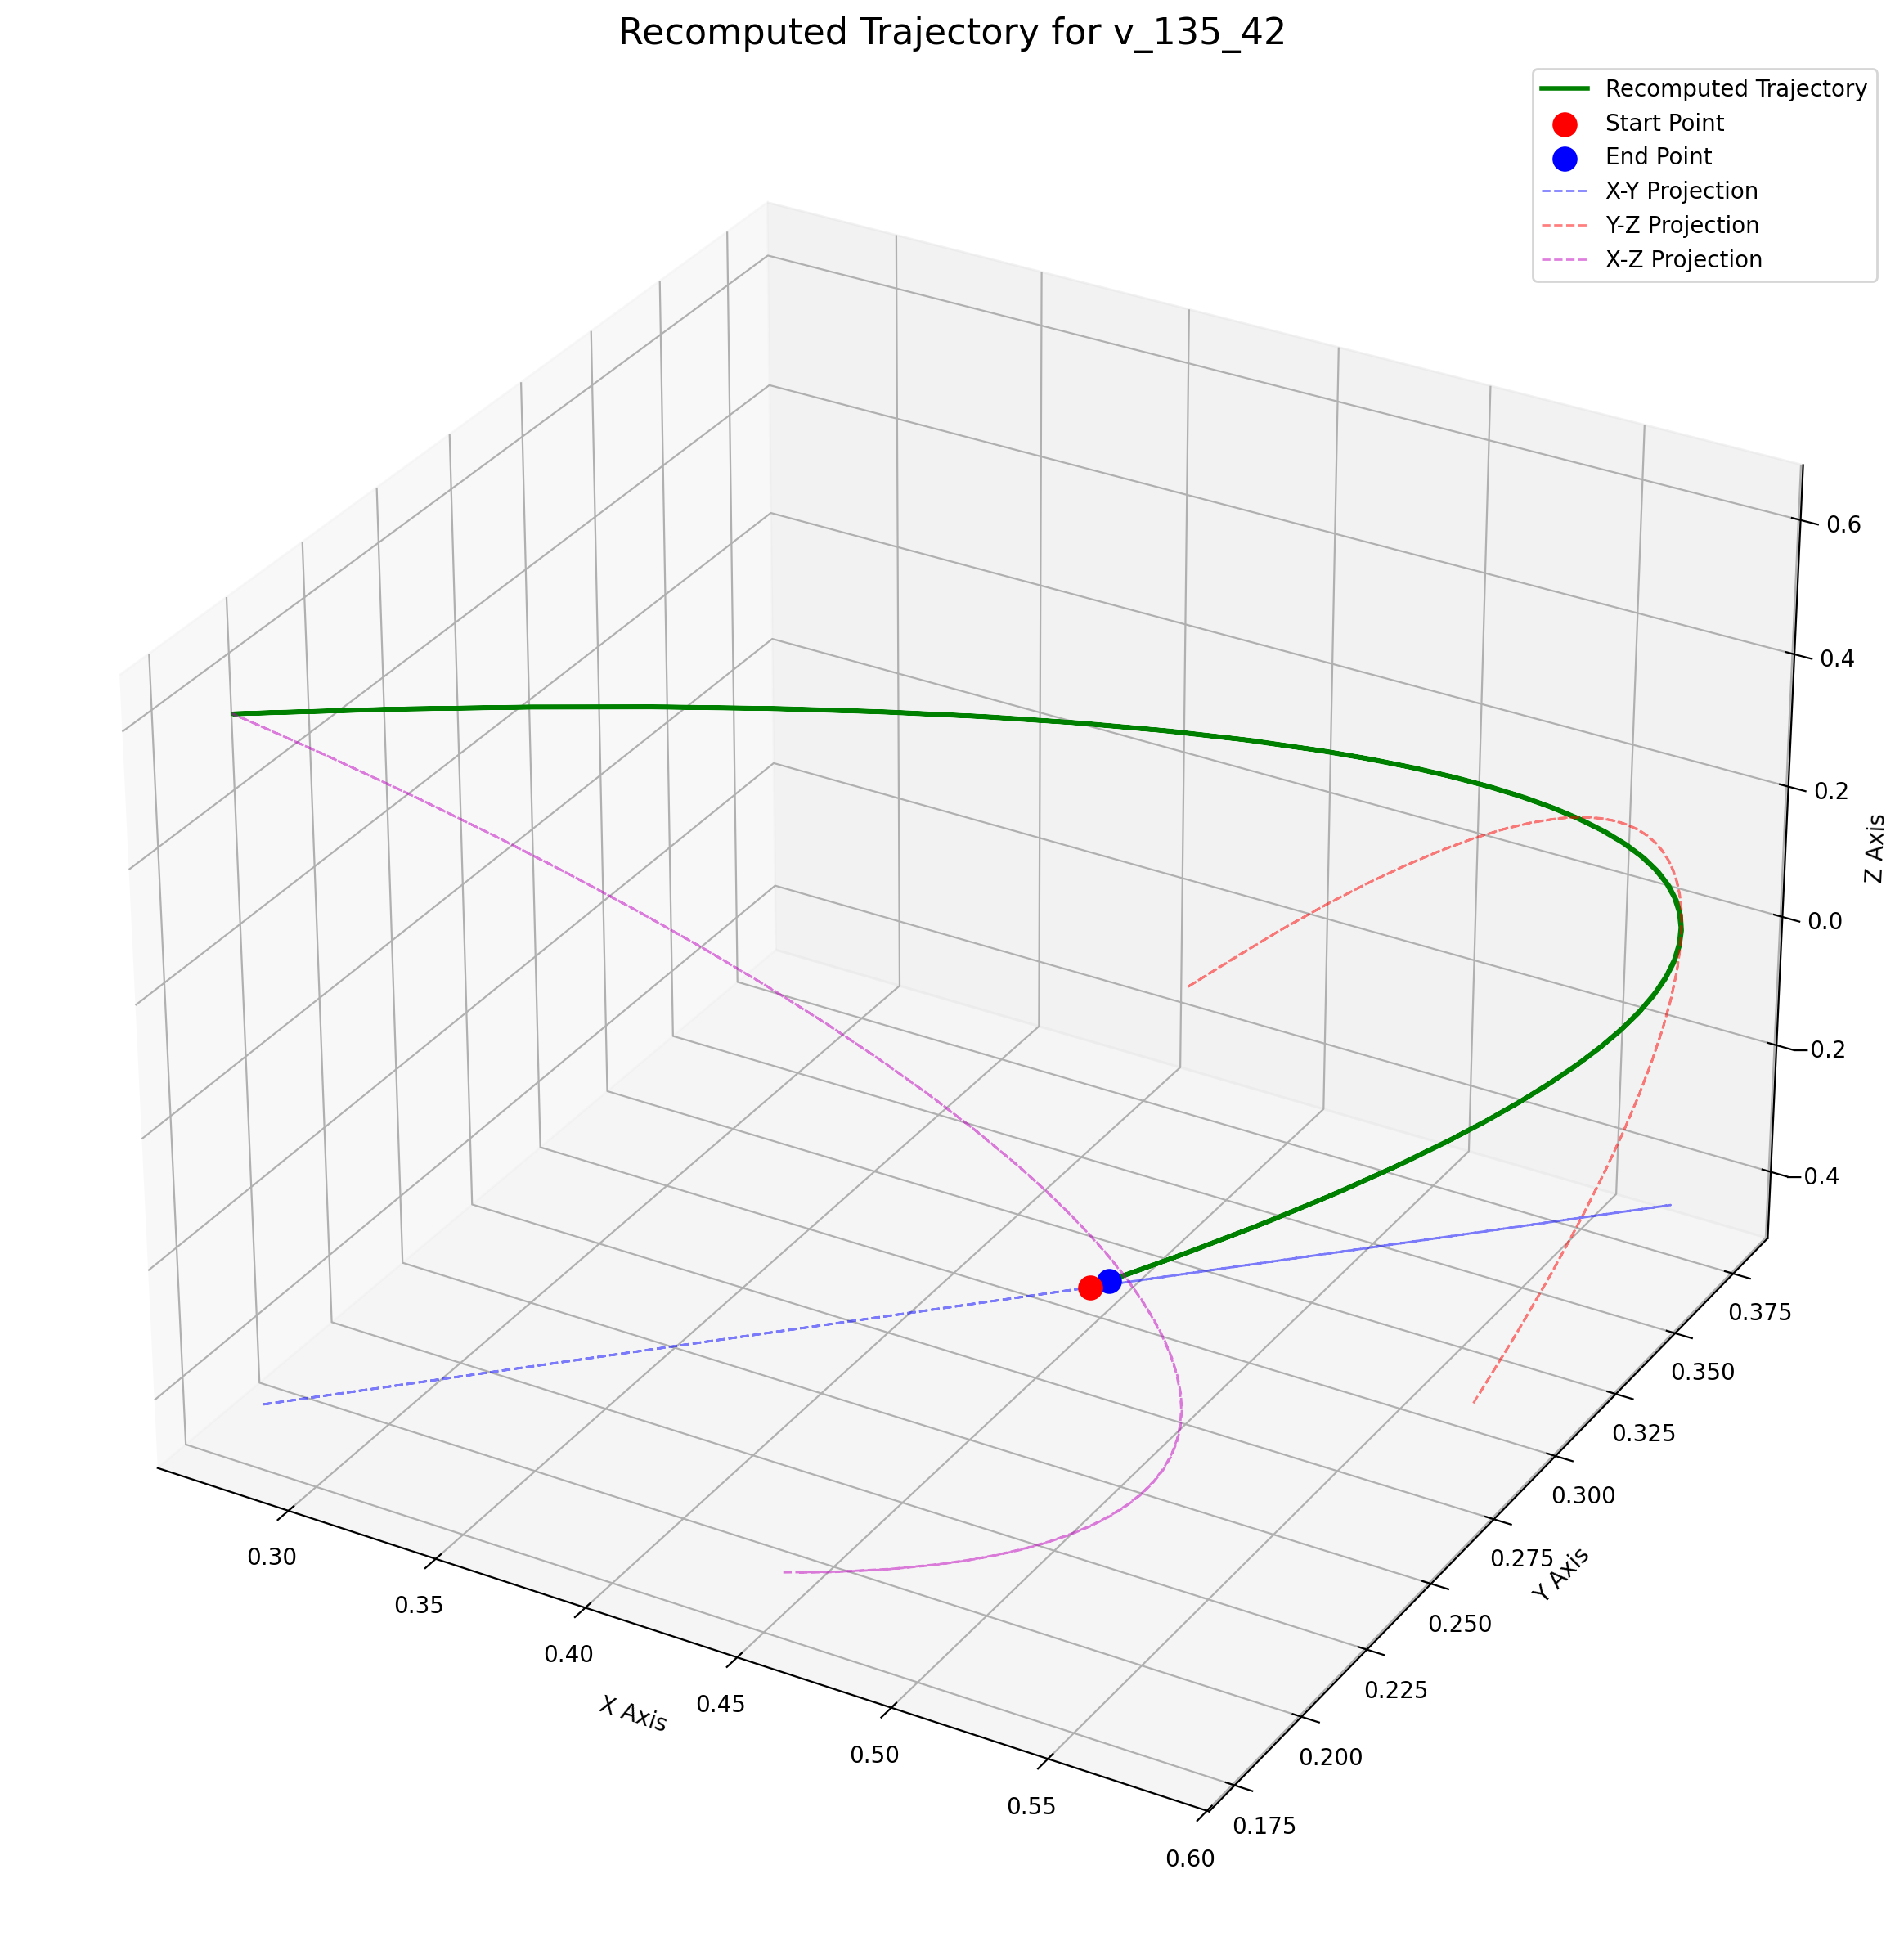 Recomputed Trajectory for v_135_42
Recomputed Trajectory
Start Point
End Point
X-Y Projection
Y-Z Projection
X-Z Projection
0.6
0.4
0.2
0.0
−0.2
−0.4
Z Axis
0.375
0.350
0.325
0.300
0.275
0.250
0.225
0.200
0.175
Y Axis
0.30
0.35
0.40
0.45
0.50
0.55
0.60
X Axis